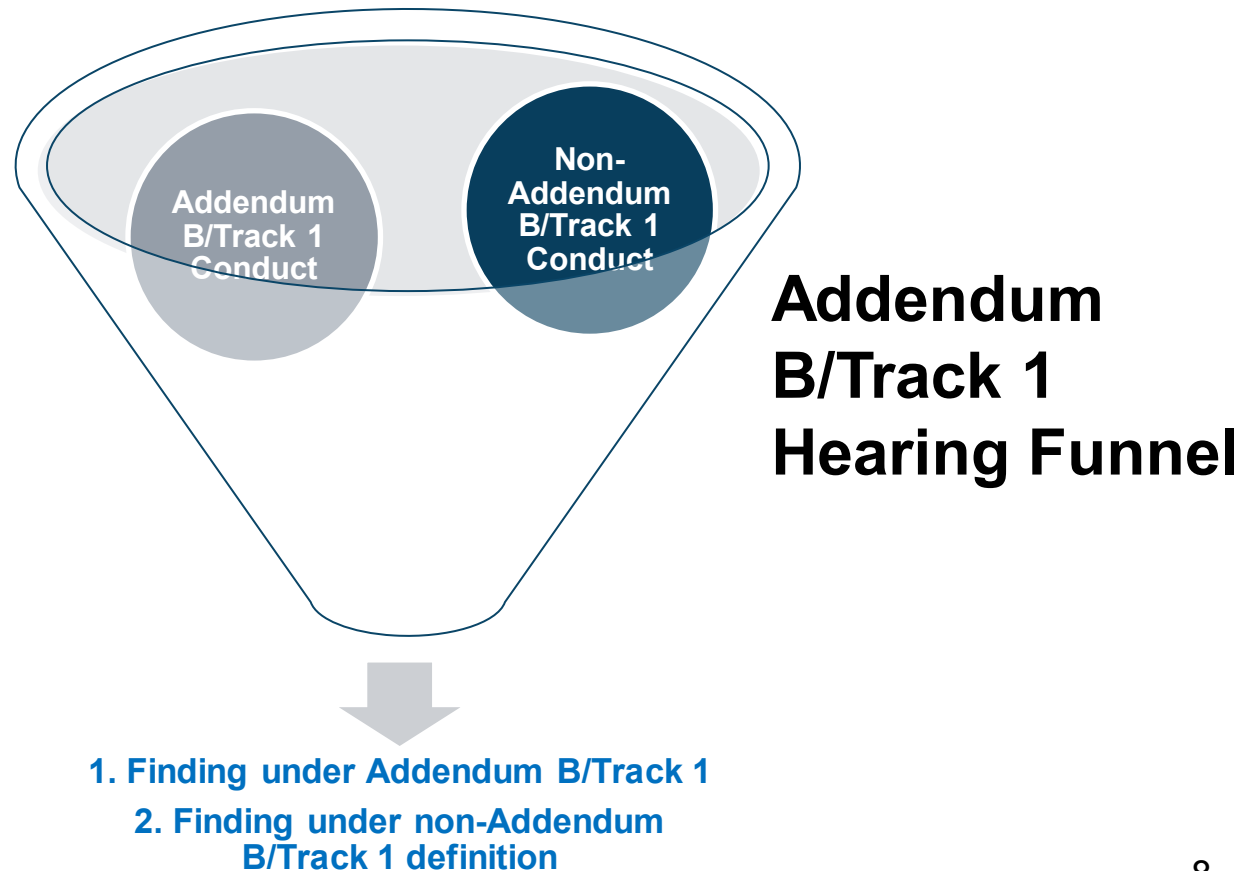 Addendum
B/Track 1
Conduct
Non-
Addendum
B/Track 1
Conduct
Addendum
B/Track 1
Hearing Funnel
1. Finding under Addendum B/Track 1
2. Finding under non-Addendum
B/Track 1 definition